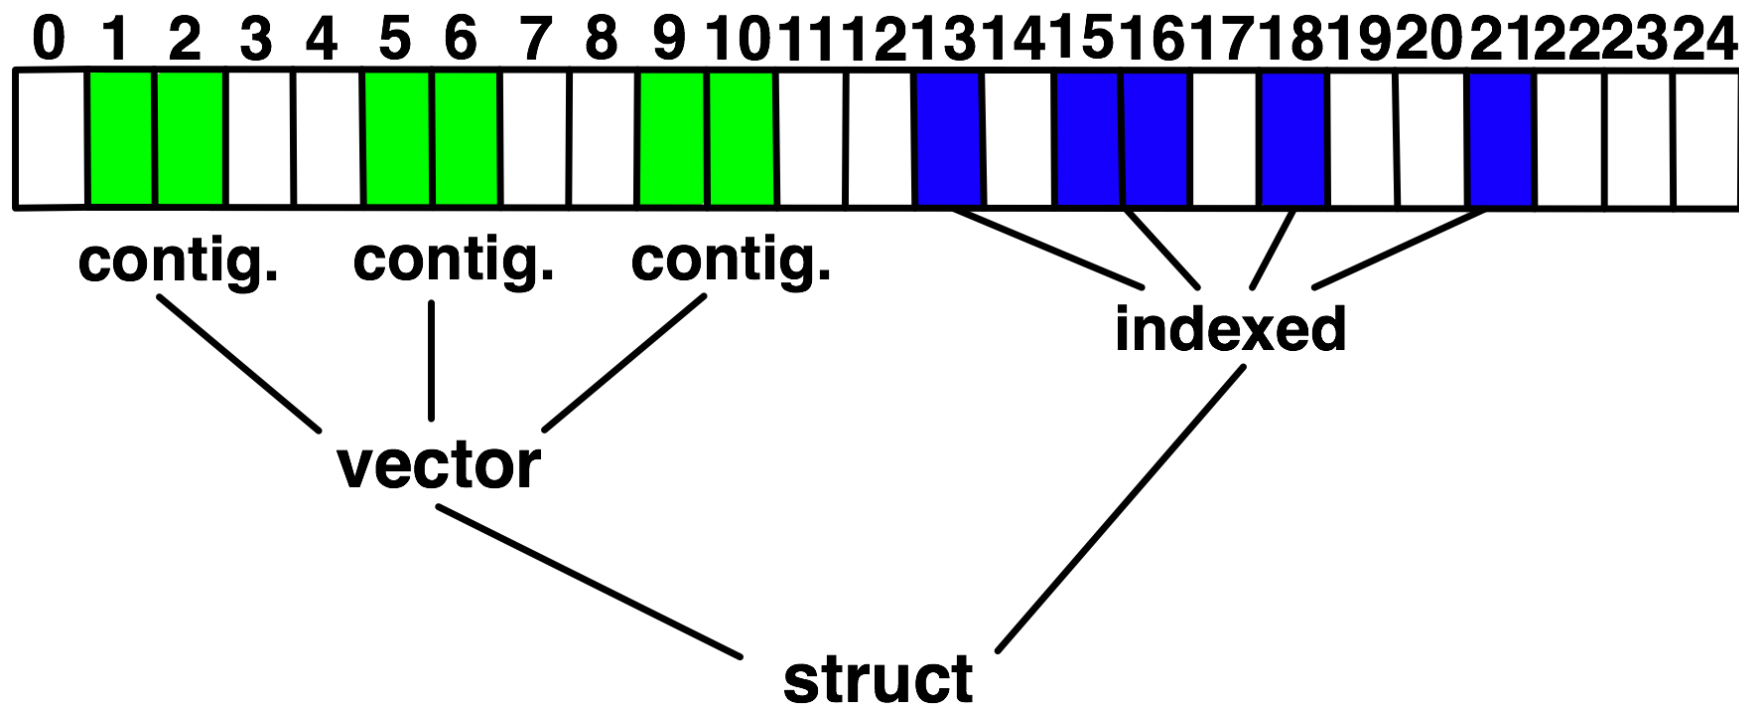 0 1 2 3 4 5 6 7 8 9 10 11 12 13 14 15 16 17 18 19 20 21 22 23 24
contig. contig. contig.
indexed
vector
struct